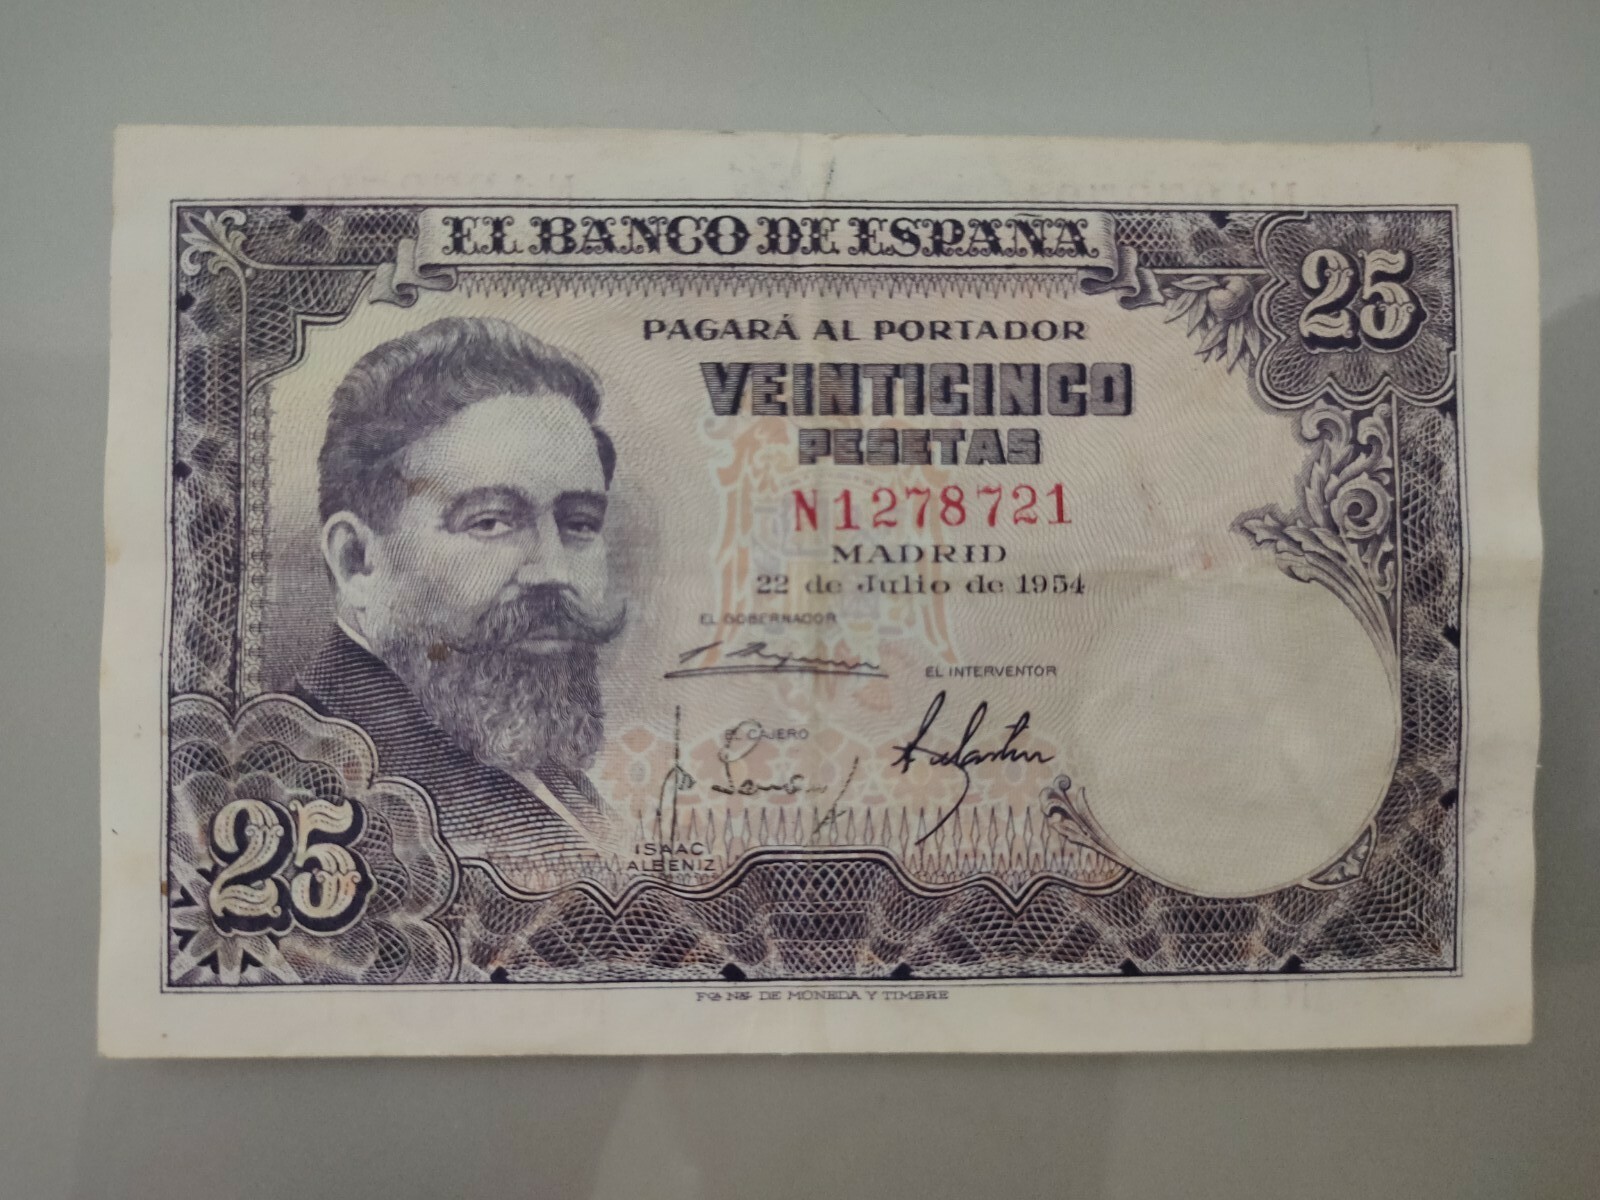 EL BANCO DE ESPAÑA
25
PAGARÁ AL PORTADOR
VEINTICINCO
PESETAS
N1278721
MADRID
22 de Julio de 1954
EL GOBERNADOR
EL INTERVENTOR
EL CAJERO
ISAAC
ALBENIZ
25
FCA NAL DE MONEDA Y TIMBRE